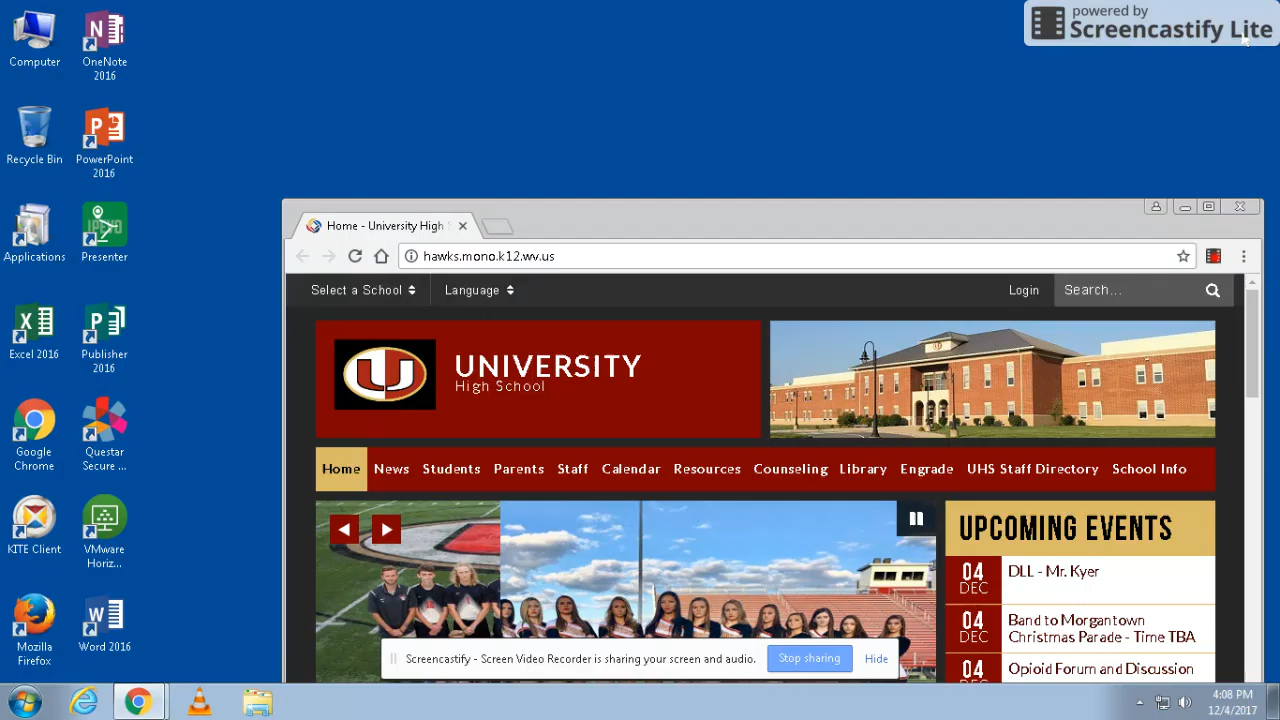 powered by
Screencastify Lite
Computer
OneNote
2016
Recycle Bin
PowerPoint
2016
Applications
Presenter
Excel 2016
Publisher
2016
Google
Chrome
Questar
Secure ...
KITE Client
VMware
Horiz...
Mozilla
Firefox
Word 2016
Home - University High
hawks.mono.k12.wv.us
Select a School
Language
Login
Search...
UNIVERSITY
High School
Home News Students Parents Staff Calendar Resources Counseling Library Engrade UHS Staff Directory School Info
UPCOMING EVENTS
04
DEC
DLL - Mr. Kyer
04
DEC
Band to Morgantown
Christmas Parade - Time TBA
04
DEC
Opioid Forum and Discussion
Screencastify - Screen Video Recorder is sharing your screen and audio.
Stop sharing
Hide
4:08 PM
12/4/2017